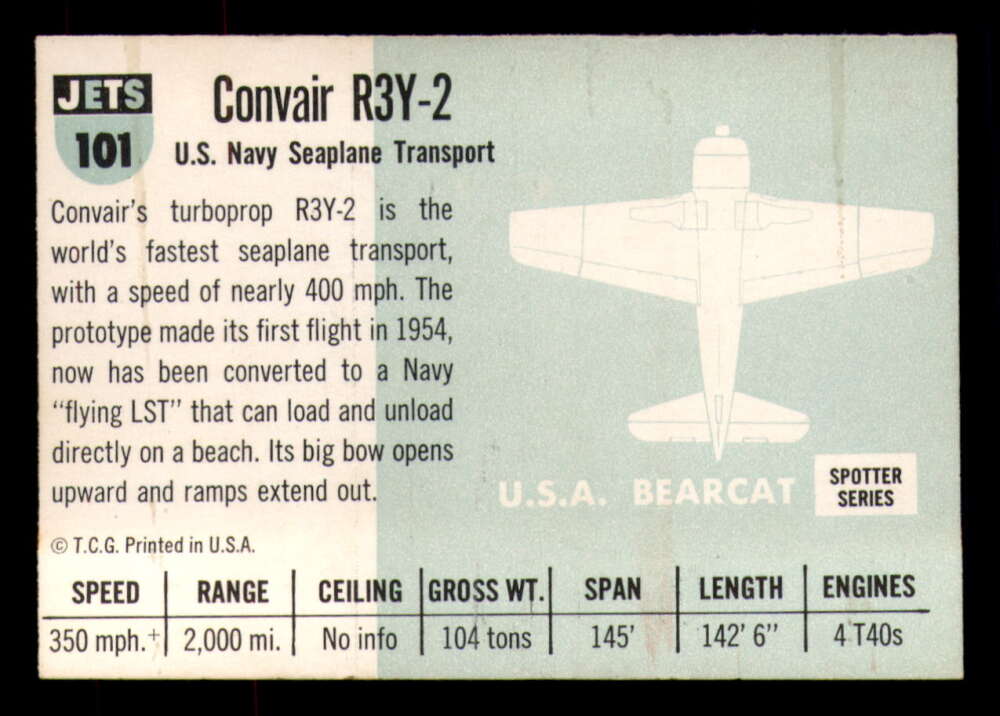 JETS
101
Convair R3Y-2
U.S. Navy Seaplane Transport
Convair's turboprop R3Y-2 is the
world's fastest seaplane transport,
with a speed of nearly 400 mph. The
prototype made its first flight in 1954,
now has been converted to a Navy
"flying LST" that can load and unload
directly on a beach. Its big bow opens
upward and ramps extend out.
© T.C.G. Printed in U.S.A.
U.S.A. BEARCAT
SPOTTER
SERIES
SPEED RANGE CEILING GROSS WT. SPAN LENGTH ENGINES
350 mph.+ 2,000 mi. No info 104 tons 145' 142' 6'' 4 T40s